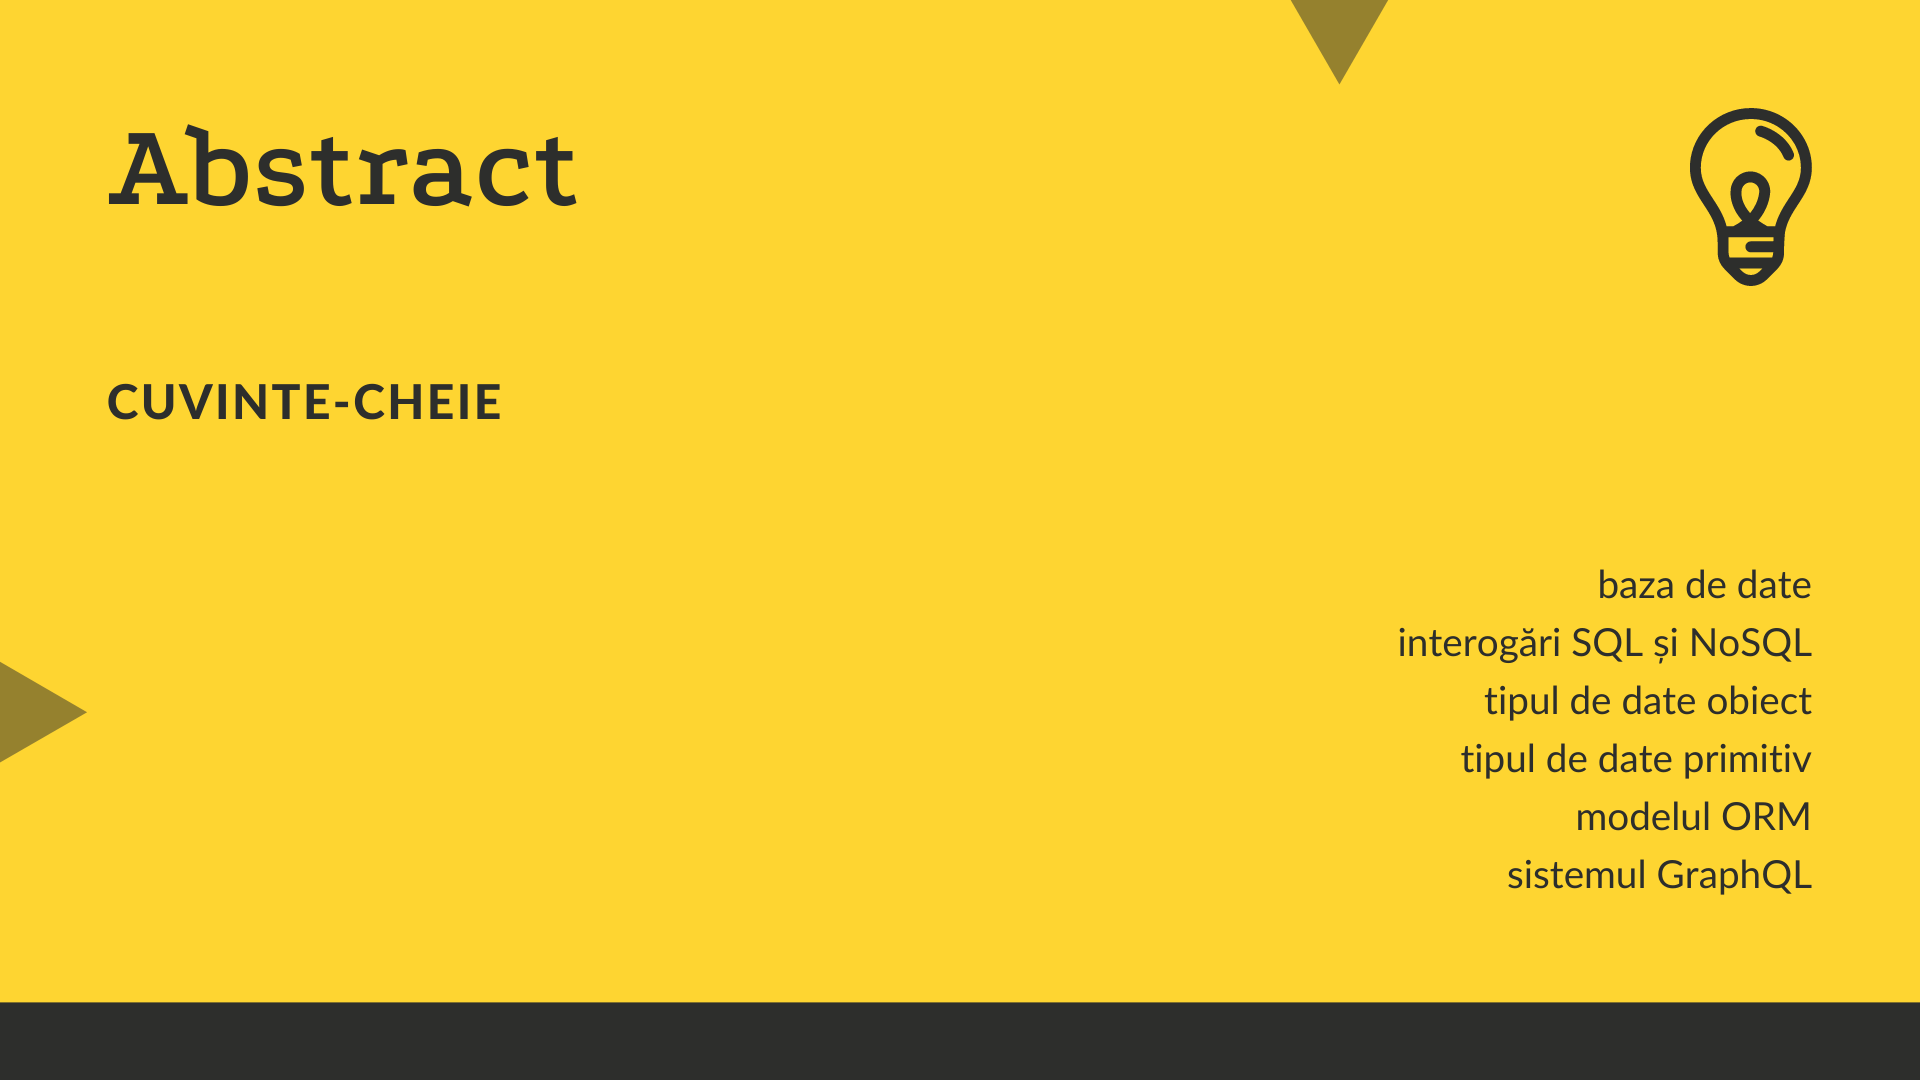 Abstract
CUVINTE-CHEIE
baza de date
interogări SQL și NoSQL
tipul de date obiect
tipul de date primitiv
modelul ORM
sistemul GraphQL